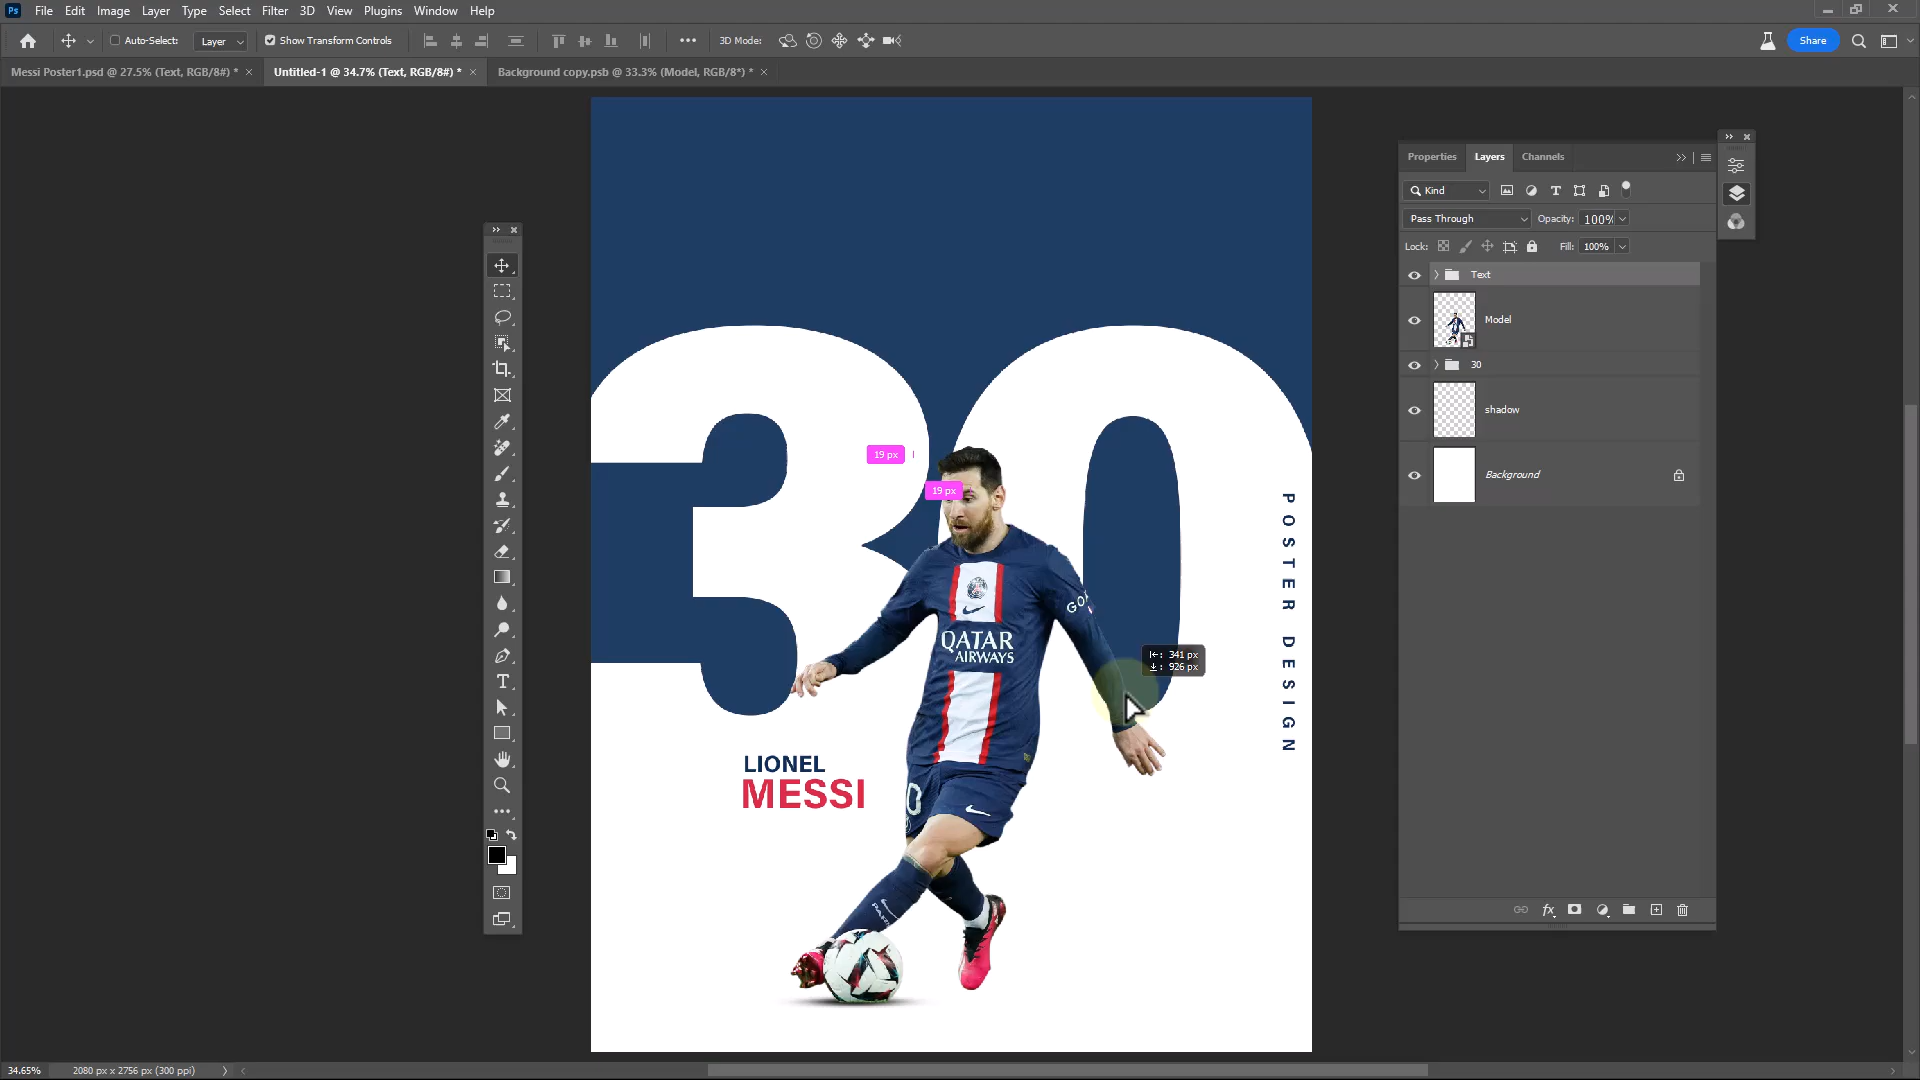 Ps File Edit Image Layer Type Select Filter 3D View Plugins Window Help
Auto-Select: Layer Show Transform Controls 3D Mode: Share
Messi Poster1.psd @ 27.5% (Text, RGB/8#) * Untitled-1 @ 34.7% (Text, RGB/8#) * Background copy.psb @ 33.3% (Model, RGB/8*) *
Properties Layers Channels
Kind
Pass Through Opacity: 100%
Lock: Fill: 100%
Text
Model
30
shadow
Background
30
19 px
19 px
POSTER DESIGN
QATAR
AIRWAYS
341 px
926 px
LIONEL
MESSI
34.65% 2080 px x 2756 px (300 ppi)